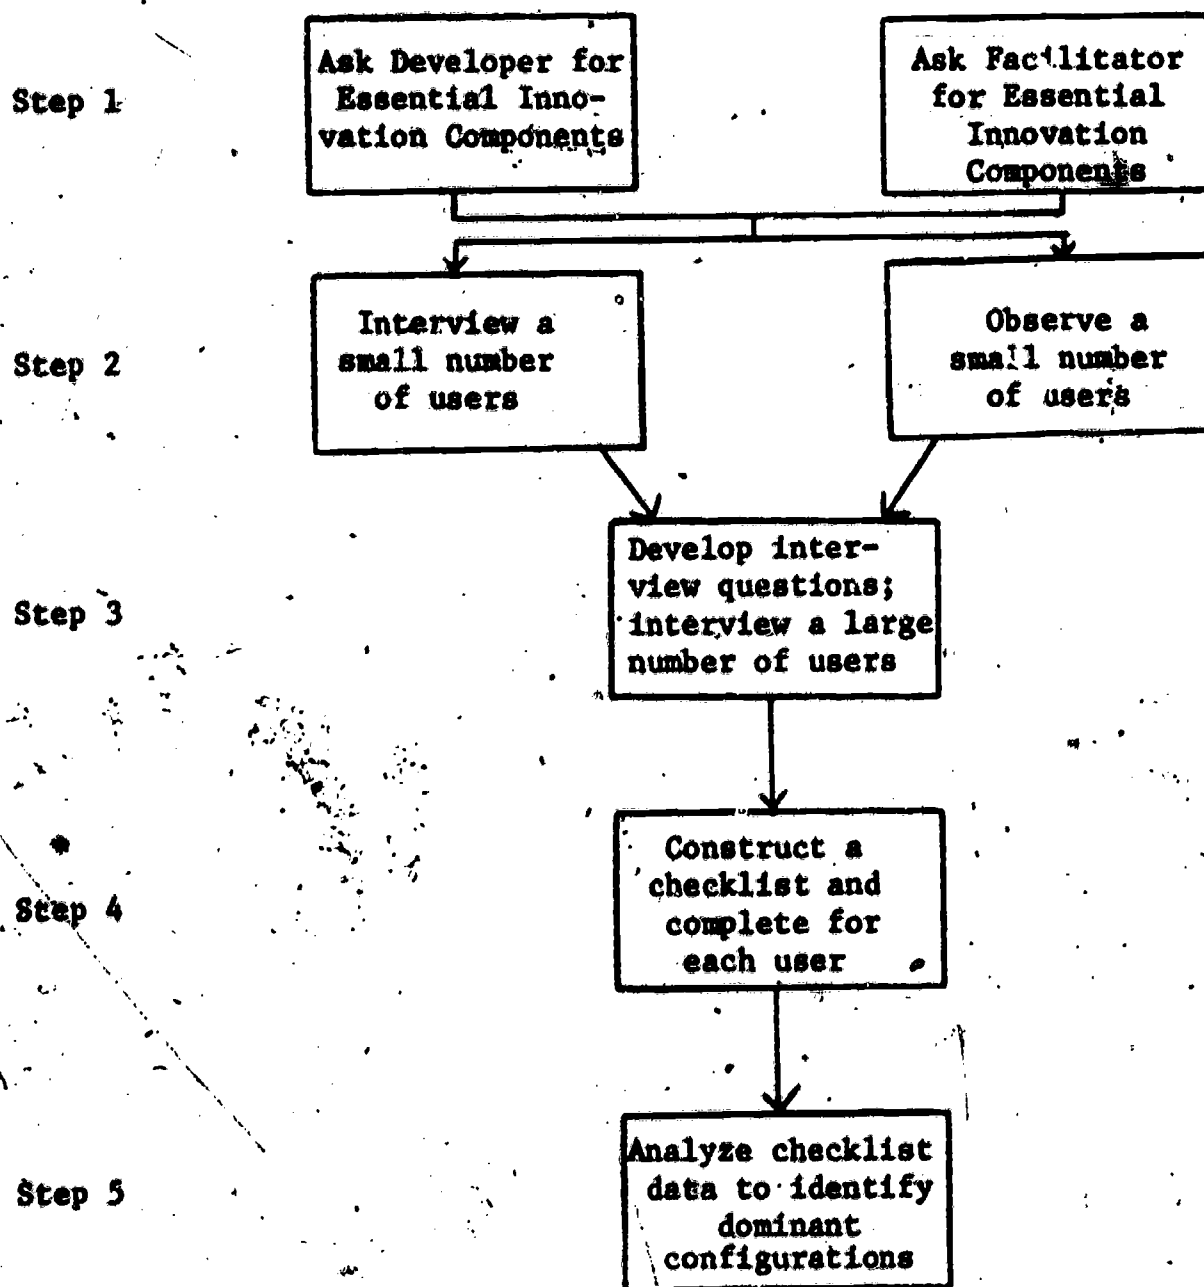 Step 1
Ask Developer for
Essential Inno-
vation Components
Ask Facilitator
for Essential
Innovation
Components
Step 2
Interview a
small number
of users
Observe a
small number
of users
Step 3
Develop inter-
view questions;
interview a large
number of users
Step 4
Construct a
checklist and
complete for
each user
Step 5
Analyze checklist
data to identify
dominant
configurations